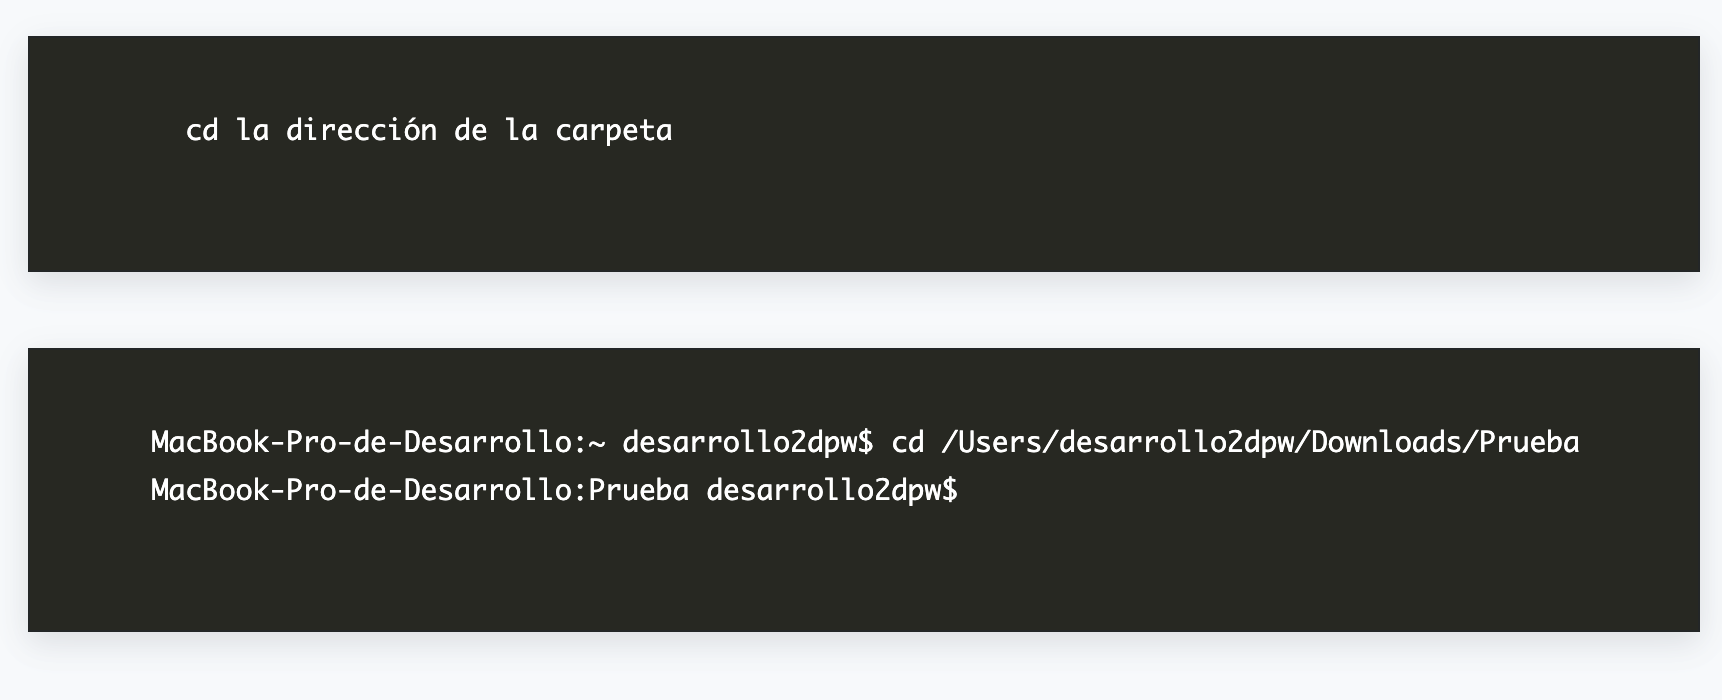 cd la dirección de la carpeta
MacBook-Pro-de-Desarrollo:~ desarrollo2dpw$ cd /Users/desarrollo2dpw/Downloads/Prueba
MacBook-Pro-de-Desarrollo:Prueba desarrollo2dpw$